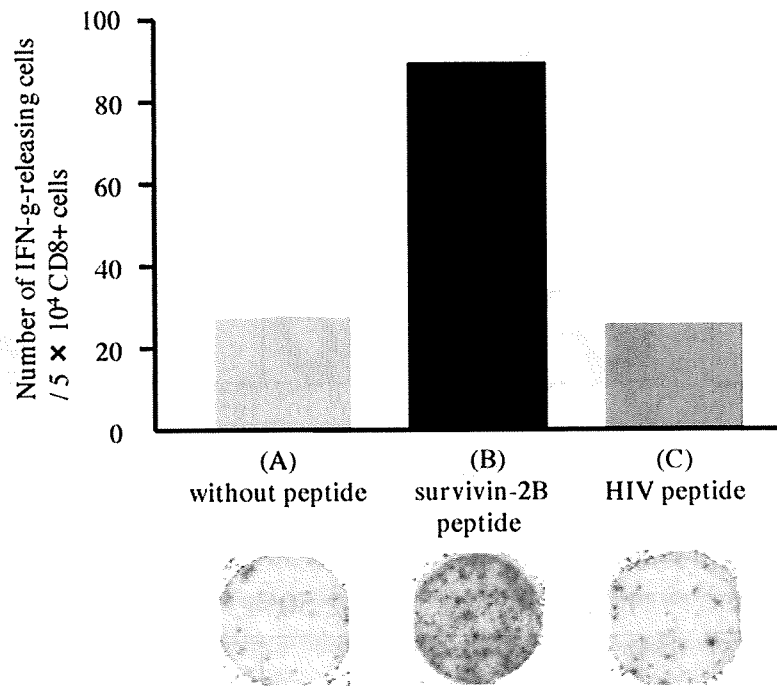 Number of IFN-g-releasing cells
/ 5 × 10⁴ CD8+ cells
100
80
60
40
20
0
(A)
without peptide
(B)
survivin-2B
peptide
(C)
HIV peptide